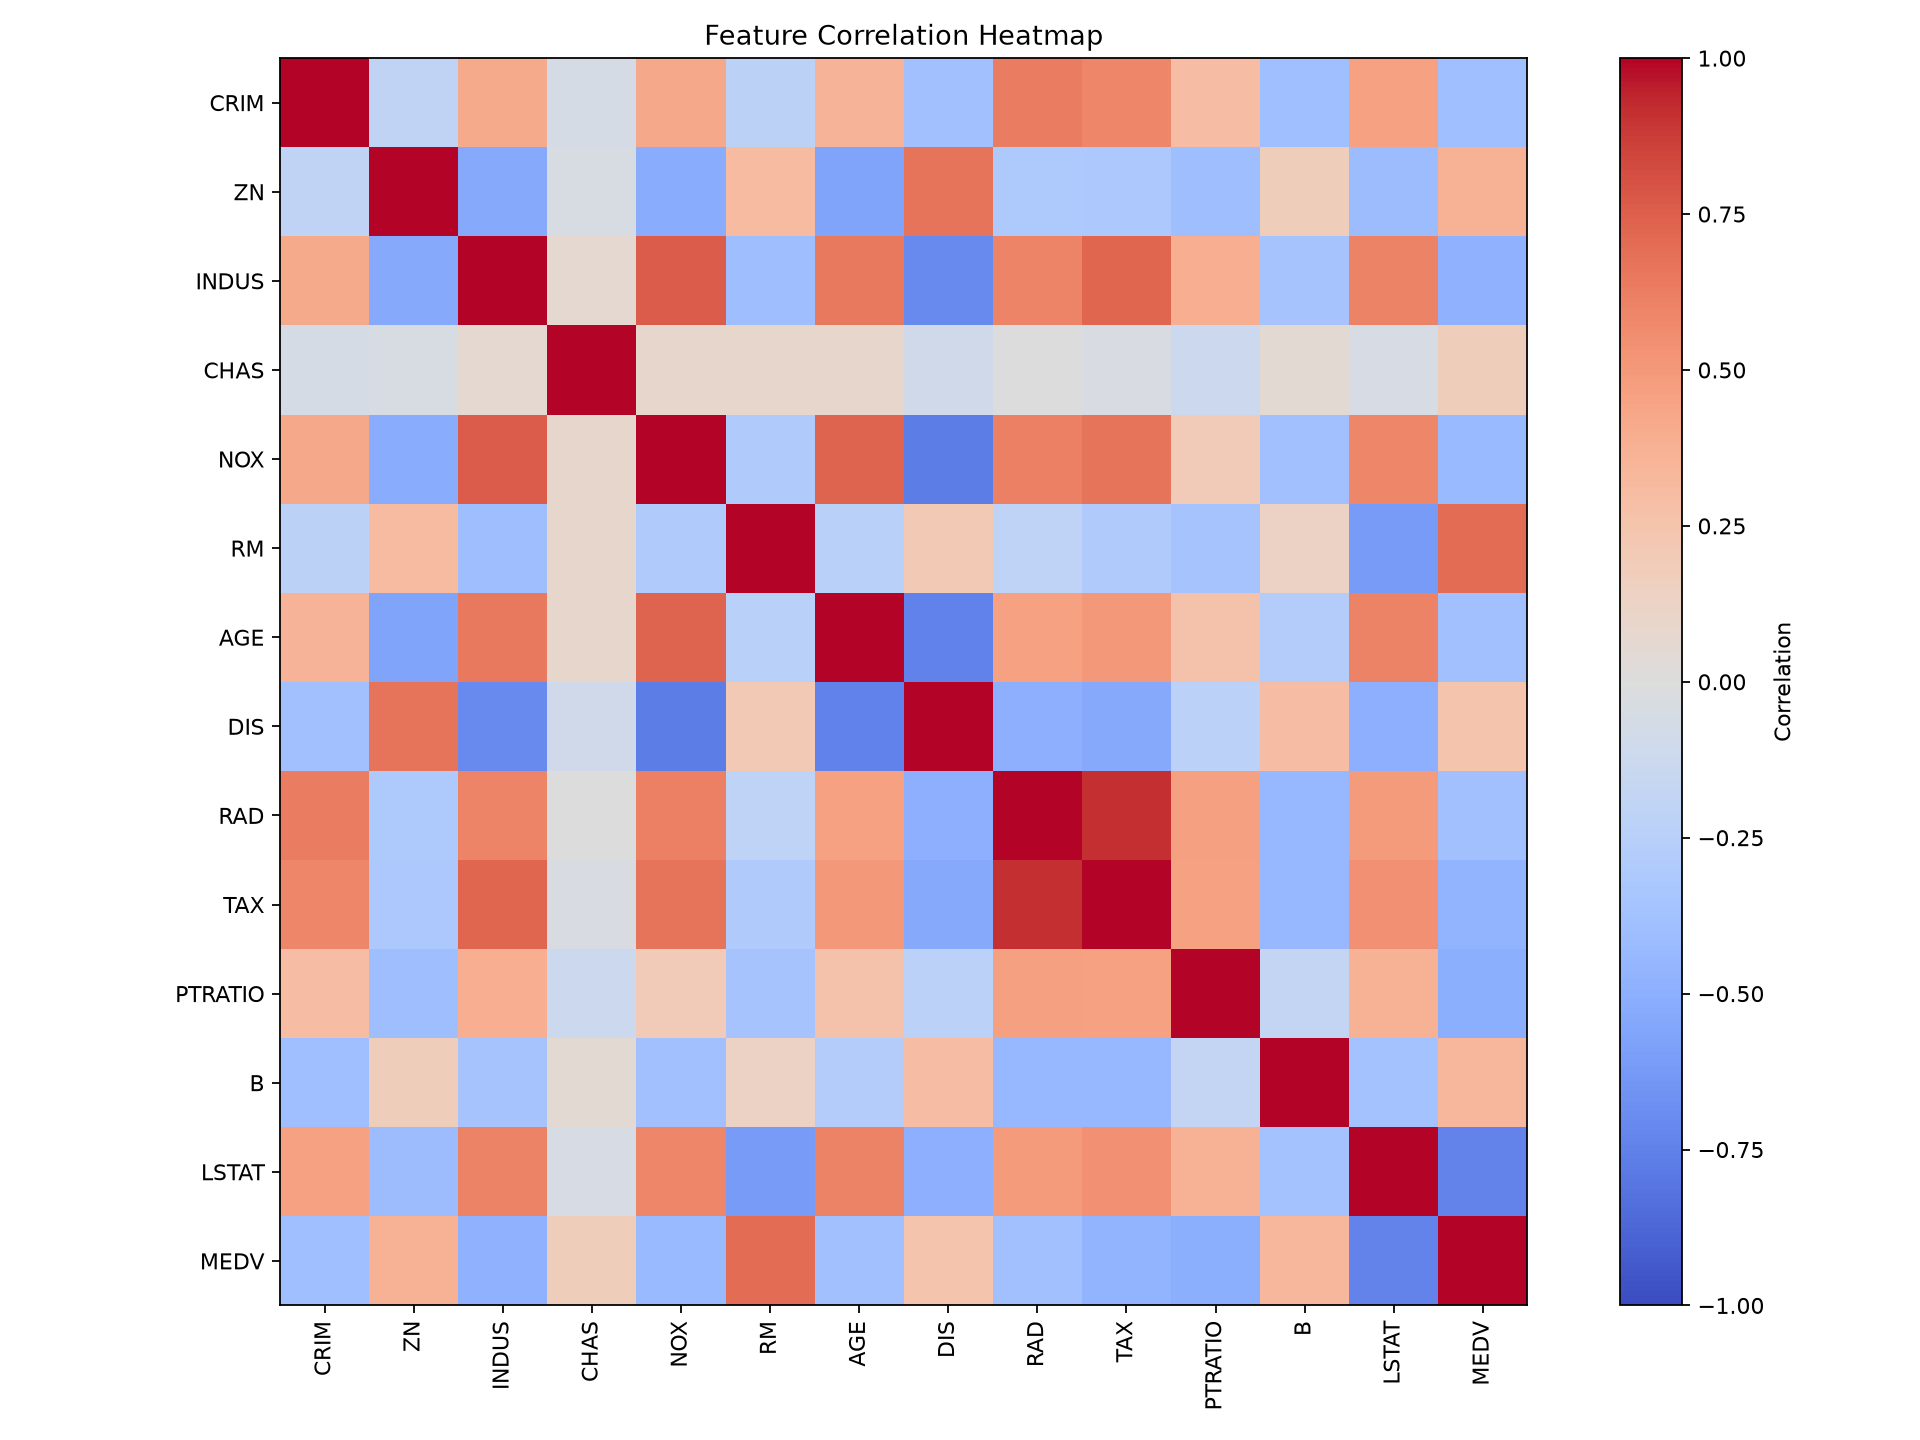 Feature Correlation Heatmap
CRIM
ZN
INDUS
CHAS
NOX
RM
AGE
DIS
RAD
TAX
PTRATIO
B
LSTAT
MEDV
CRIM
ZN
INDUS
CHAS
NOX
RM
AGE
DIS
RAD
TAX
PTRATIO
B
LSTAT
MEDV
1.00
0.75
0.50
0.25
0.00
−0.25
−0.50
−0.75
−1.00
Correlation